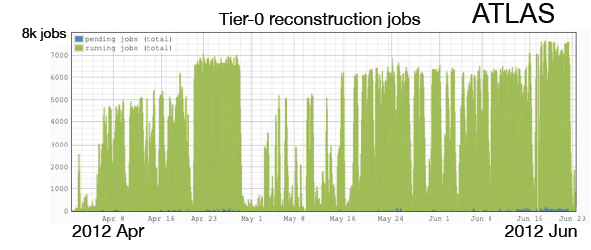 Tier-0 reconstruction jobs ATLAS
8k jobs
pending jobs (total)
running jobs (total)
7000
6000
5000
4000
3000
2000
1000
0
Apr 8 Apr 16 Apr 23 May 1 May 8 May 16 May 24 Jun 1 Jun 8 Jun 16 Jun 23
2012 Apr 2012 Jun